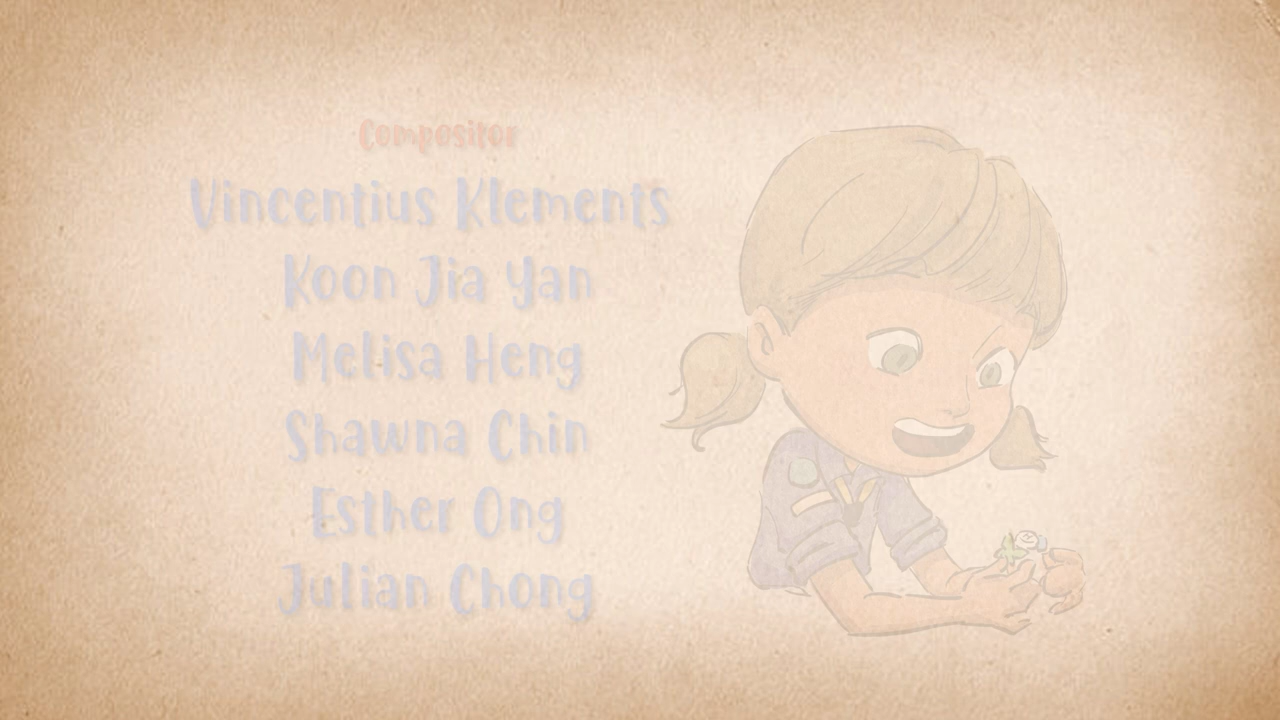 Compositor
Vincentius Klements
Koon Jia Yan
Melisa Heng
Shawna Chin
Esther Ong
Julian Chong